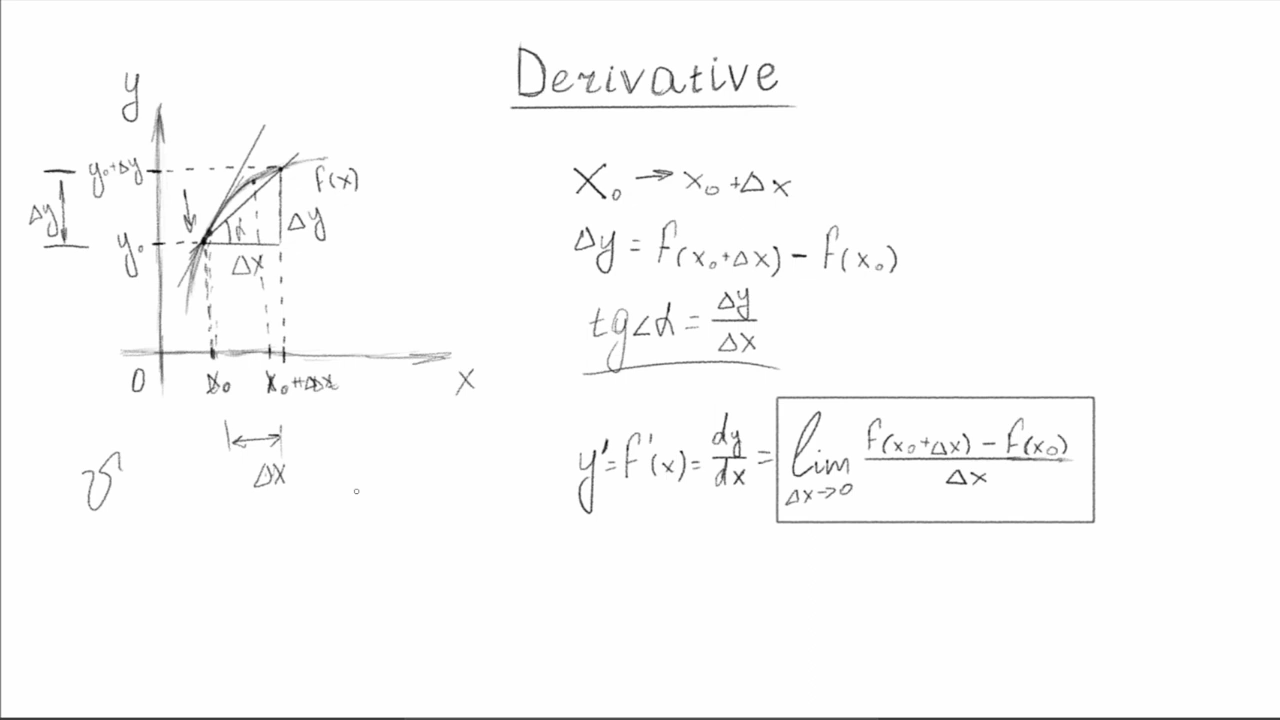 Derivative
y
y₀+Δy
f(x)
Δy
Δy
y₀
α
Δx
0
x₀
x₀+Δx
x
Δx
x₀ → x₀+Δx
Δy = f(x₀+Δx) − f(x₀)
tg∠α = Δy/Δx
y' = f'(x) = dy/dx = lim Δx→0 (f(x₀+Δx) − f(x₀))/Δx